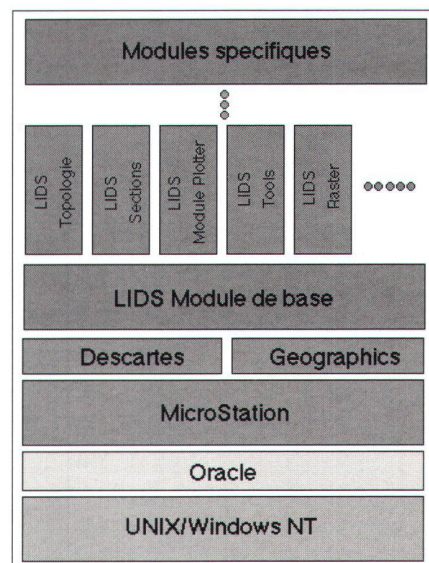 Modules specifiques
LIDS
Topologie
LIDS
Sections
LIDS
Module Plotter
LIDS
Tools
LIDS
Raster
LIDS Module de base
Descartes
Geographics
MicroStation
Oracle
UNIX/Windows NT